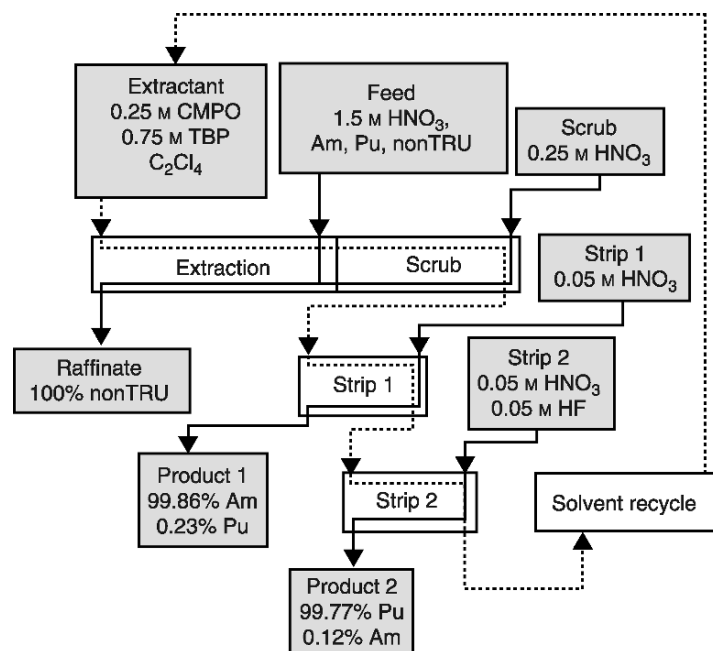 Extractant
0.25 M CMPO
0.75 M TBP
C₂Cl₄
Feed
1.5 M HNO₃,
Am, Pu, nonTRU
Scrub
0.25 M HNO₃
Extraction
Scrub
Strip 1
0.05 M HNO₃
Raffinate
100% nonTRU
Strip 1
Strip 2
0.05 M HNO₃
0.05 M HF
Product 1
99.86% Am
0.23% Pu
Strip 2
Solvent recycle
Product 2
99.77% Pu
0.12% Am